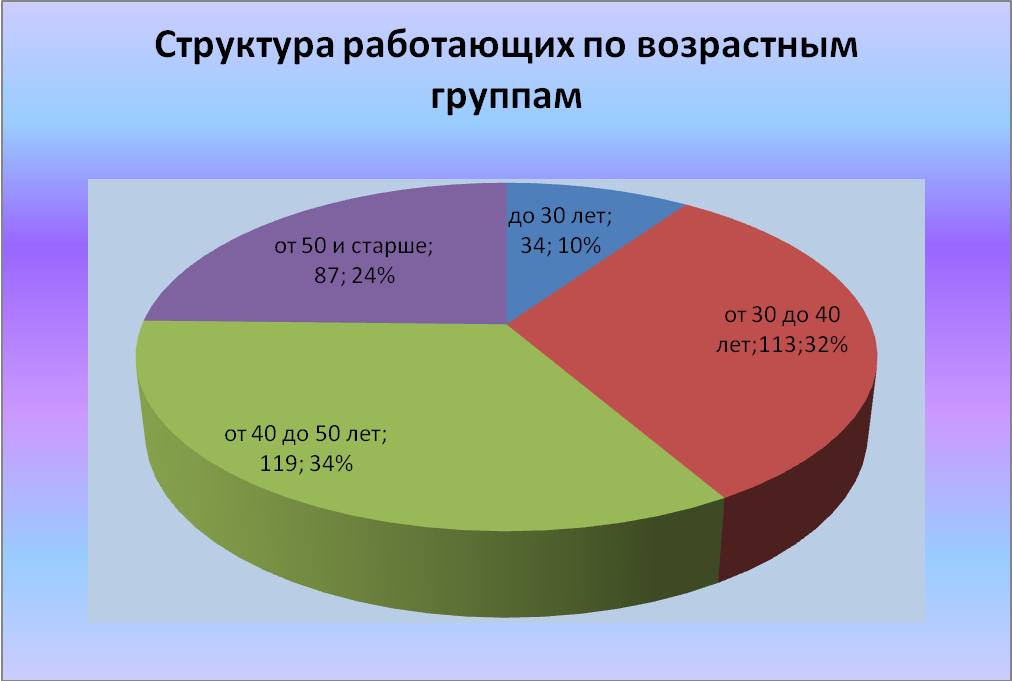 Структура работающих по возрастным
группам
до 30 лет;
34; 10%
от 30 до 40
лет;113;32%
от 40 до 50 лет;
119; 34%
от 50 и старше;
87; 24%